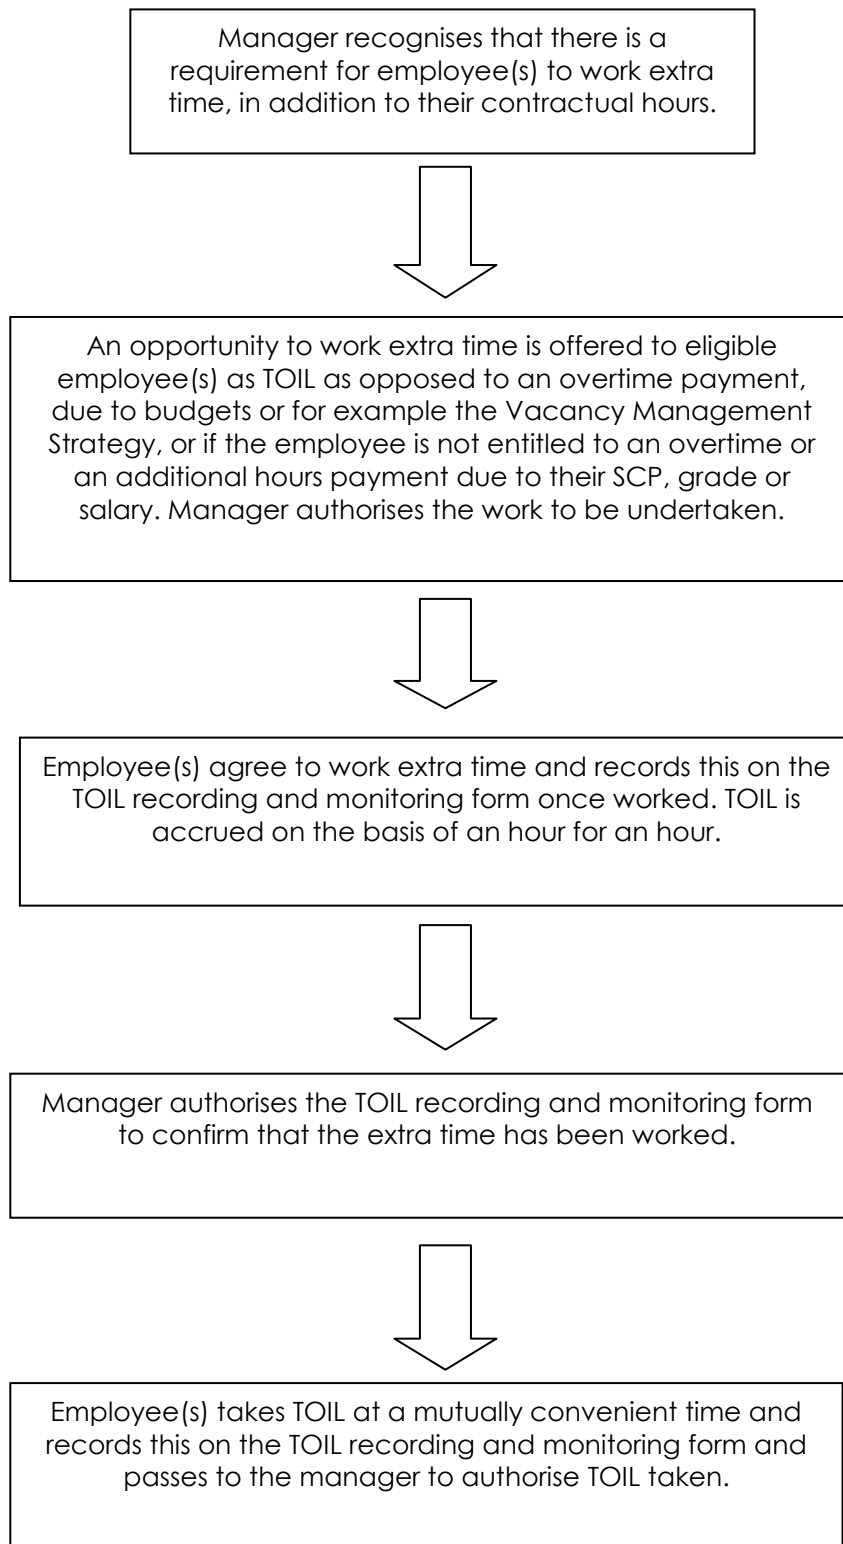 Manager recognises that there is a
requirement for employee(s) to work extra
time, in addition to their contractual hours.
An opportunity to work extra time is offered to eligible
employee(s) as TOIL as opposed to an overtime payment,
due to budgets or for example the Vacancy Management
Strategy, or if the employee is not entitled to an overtime or
an additional hours payment due to their SCP, grade or
salary. Manager authorises the work to be undertaken.
Employee(s) agree to work extra time and records this on the
TOIL recording and monitoring form once worked. TOIL is
accrued on the basis of an hour for an hour.
Manager authorises the TOIL recording and monitoring form
to confirm that the extra time has been worked.
Employee(s) takes TOIL at a mutually convenient time and
records this on the TOIL recording and monitoring form and
passes to the manager to authorise TOIL taken.